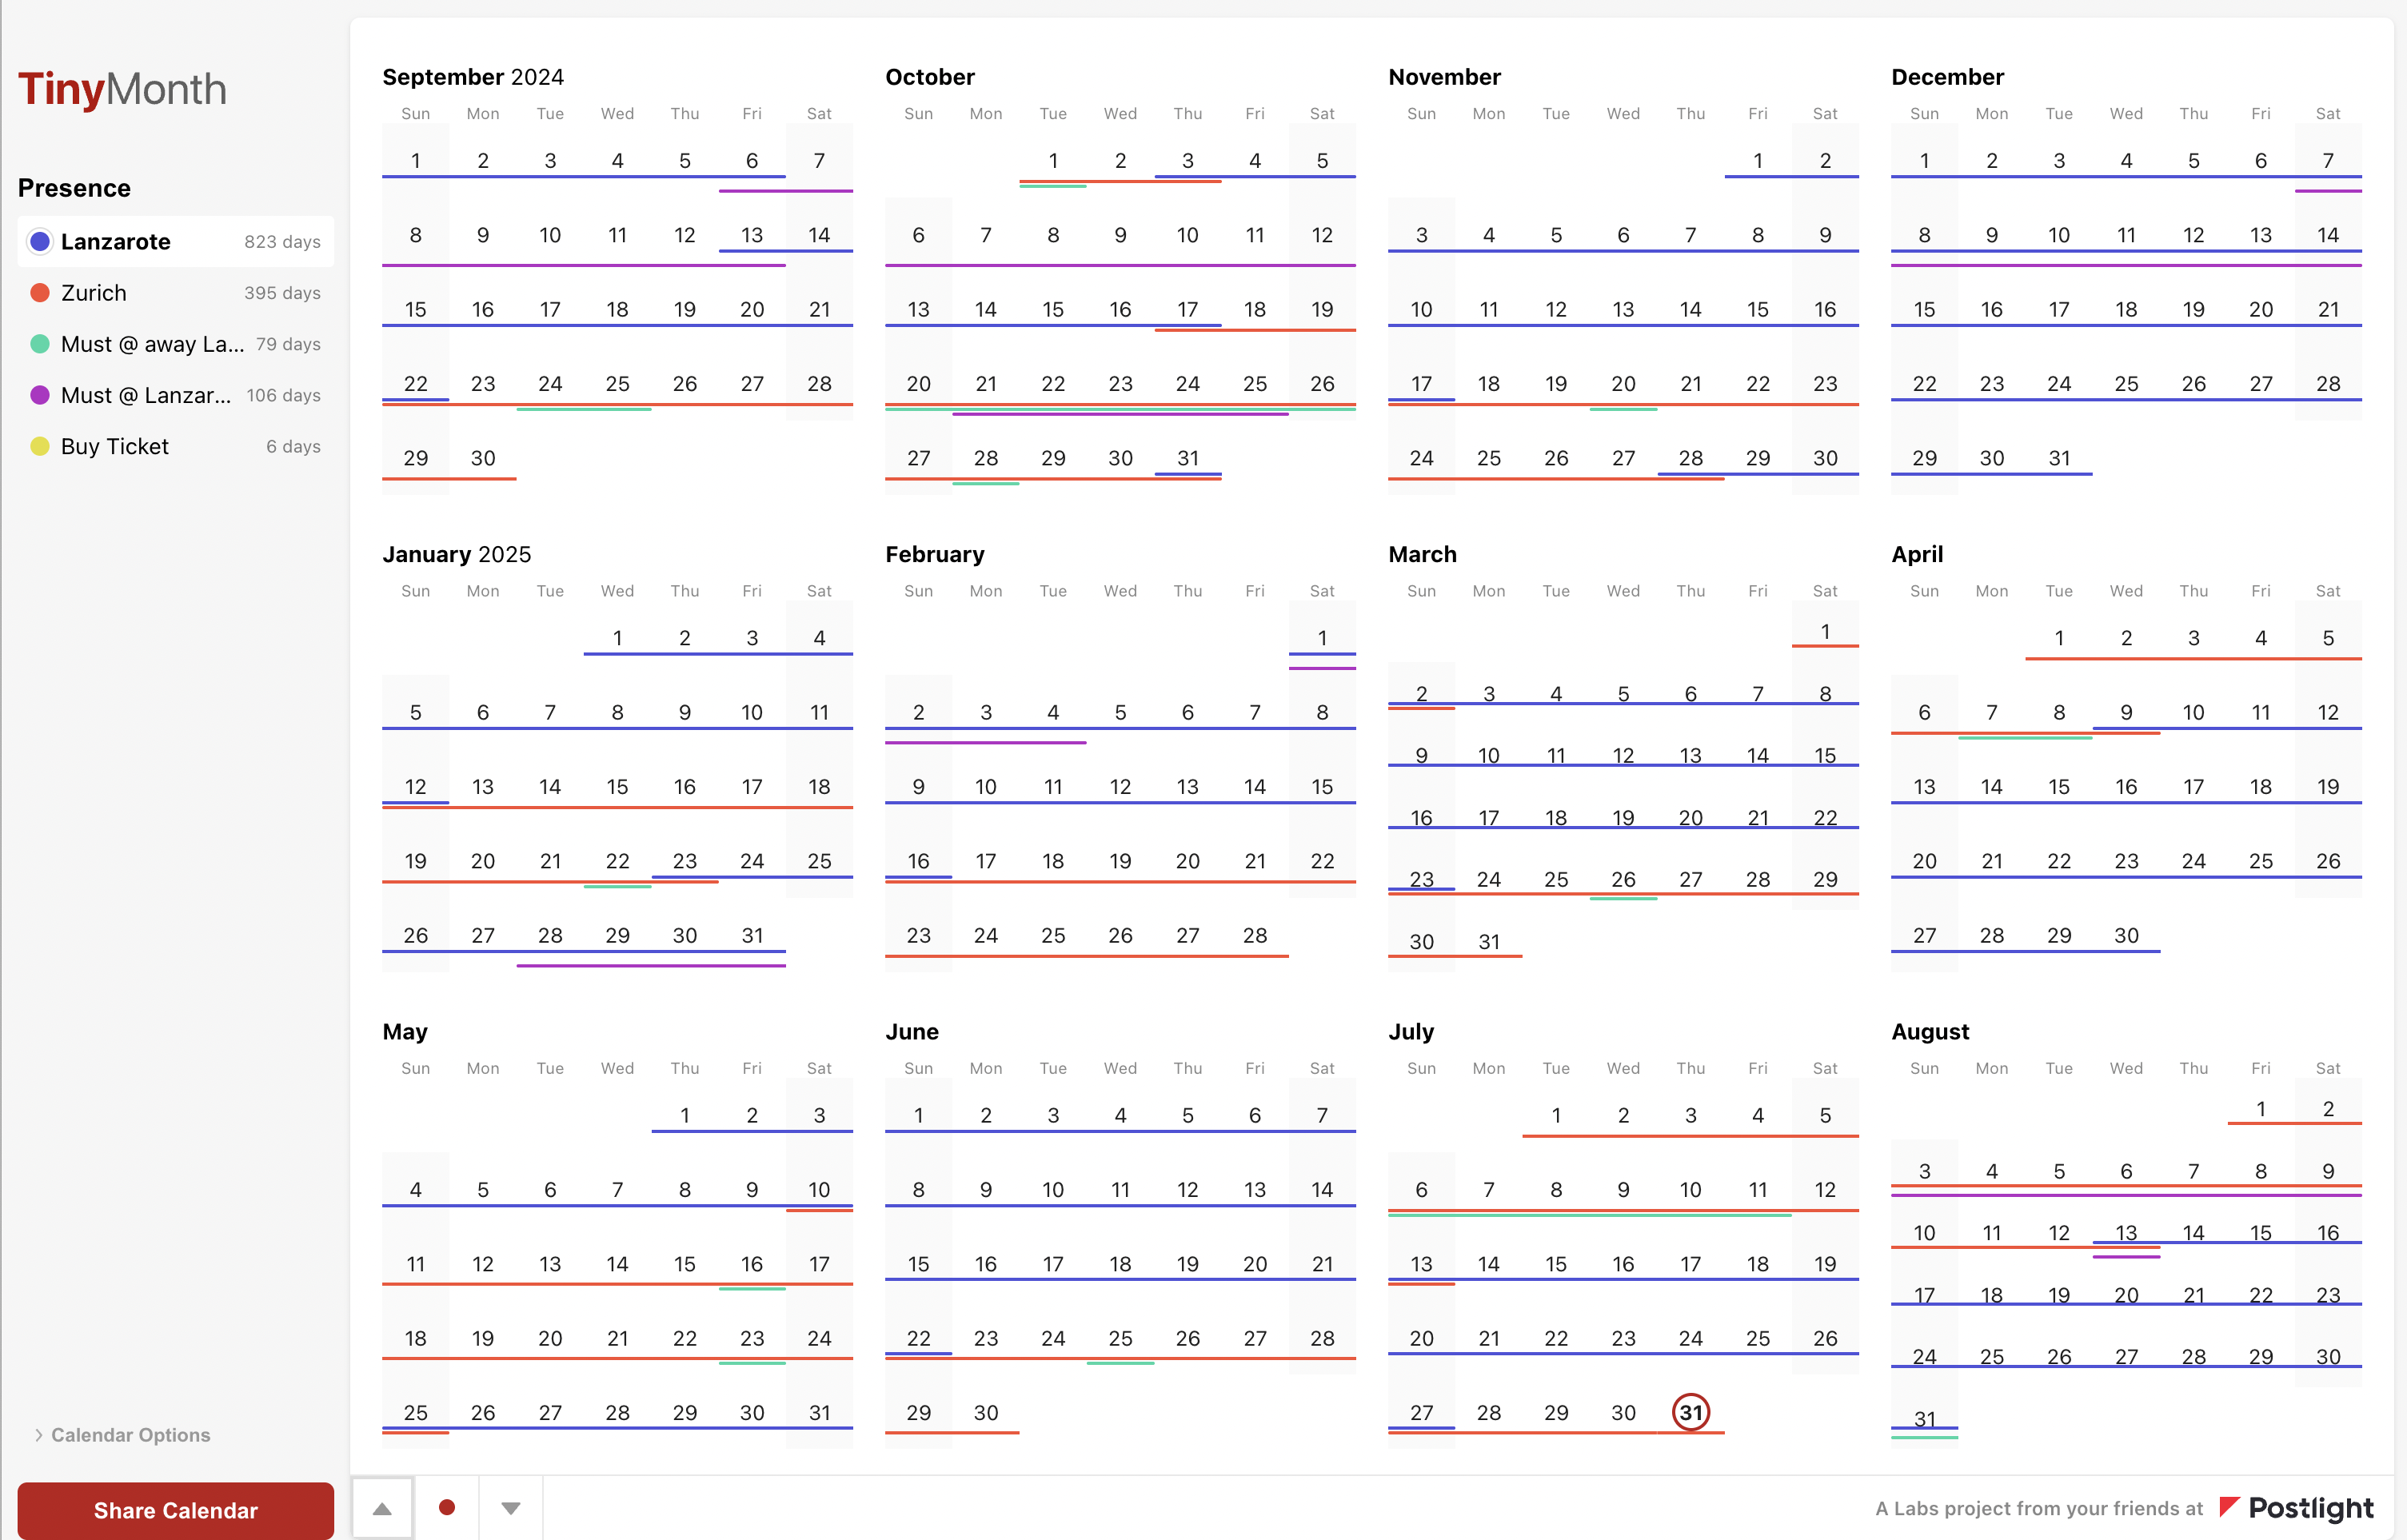 TinyMonth
Presence
Lanzarote 823 days
Zurich 395 days
Must @ away La... 79 days
Must @ Lanzar... 106 days
Buy Ticket 6 days
Calendar Options
Share Calendar
September 2024
Sun Mon Tue Wed Thu Fri Sat
1 2 3 4 5 6 7
8 9 10 11 12 13 14
15 16 17 18 19 20 21
22 23 24 25 26 27 28
29 30
October
Sun Mon Tue Wed Thu Fri Sat
1 2 3 4 5
6 7 8 9 10 11 12
13 14 15 16 17 18 19
20 21 22 23 24 25 26
27 28 29 30 31
November
Sun Mon Tue Wed Thu Fri Sat
1 2
3 4 5 6 7 8 9
10 11 12 13 14 15 16
17 18 19 20 21 22 23
24 25 26 27 28 29 30
December
Sun Mon Tue Wed Thu Fri Sat
1 2 3 4 5 6 7
8 9 10 11 12 13 14
15 16 17 18 19 20 21
22 23 24 25 26 27 28
29 30 31
January 2025
Sun Mon Tue Wed Thu Fri Sat
1 2 3 4
5 6 7 8 9 10 11
12 13 14 15 16 17 18
19 20 21 22 23 24 25
26 27 28 29 30 31
February
Sun Mon Tue Wed Thu Fri Sat
1
2 3 4 5 6 7 8
9 10 11 12 13 14 15
16 17 18 19 20 21 22
23 24 25 26 27 28
March
Sun Mon Tue Wed Thu Fri Sat
1
2 3 4 5 6 7 8
9 10 11 12 13 14 15
16 17 18 19 20 21 22
23 24 25 26 27 28 29
30 31
April
Sun Mon Tue Wed Thu Fri Sat
1 2 3 4 5
6 7 8 9 10 11 12
13 14 15 16 17 18 19
20 21 22 23 24 25 26
27 28 29 30
May
Sun Mon Tue Wed Thu Fri Sat
1 2 3
4 5 6 7 8 9 10
11 12 13 14 15 16 17
18 19 20 21 22 23 24
25 26 27 28 29 30 31
June
Sun Mon Tue Wed Thu Fri Sat
1 2 3 4 5 6 7
8 9 10 11 12 13 14
15 16 17 18 19 20 21
22 23 24 25 26 27 28
29 30
July
Sun Mon Tue Wed Thu Fri Sat
1 2 3 4 5
6 7 8 9 10 11 12
13 14 15 16 17 18 19
20 21 22 23 24 25 26
27 28 29 30 31
August
Sun Mon Tue Wed Thu Fri Sat
1 2
3 4 5 6 7 8 9
10 11 12 13 14 15 16
17 18 19 20 21 22 23
24 25 26 27 28 29 30
31
A Labs project from your friends at Postlight